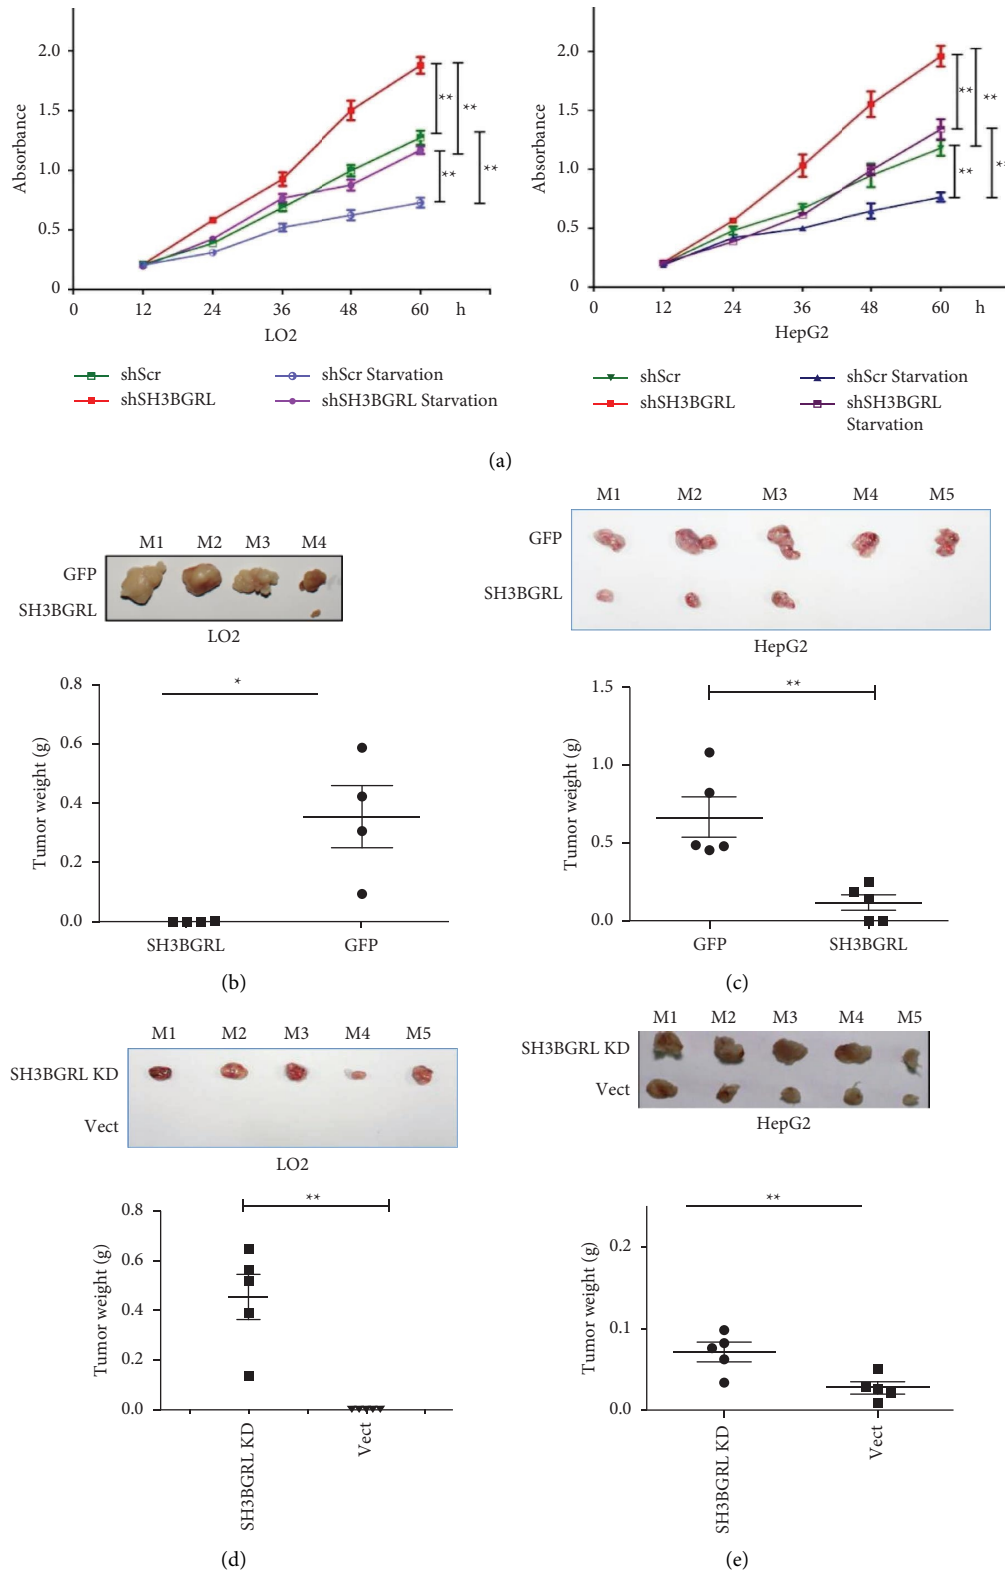 2.0
1.5
1.0
0.5
0
Absorbance
0
12
24
36
48
60
h
LO2
**
**
**
**
shScr
shSH3BGRL
shScr Starvation
shSH3BGRL Starvation
2.0
1.5
1.0
0.5
0
Absorbance
0
12
24
36
48
60
h
HepG2
**
**
**
**
shScr
shSH3BGRL
shScr Starvation
shSH3BGRL
Starvation
(a)
M1 M2 M3 M4
GFP
SH3BGRL
LO2
0.8
0.6
0.4
0.2
0.0
Tumor weight (g)
*
SH3BGRL
GFP
(b)
M1 M2 M3 M4 M5
GFP
SH3BGRL
HepG2
1.5
1.0
0.5
0.0
Tumor weight (g)
**
GFP
SH3BGRL
(c)
M1 M2 M3 M4 M5
SH3BGRL KD
Vect
LO2
0.8
0.6
0.4
0.2
0.0
Tumor weight (g)
**
SH3BGRL KD
Vect
(d)
M1 M2 M3 M4 M5
SH3BGRL KD
Vect
HepG2
0.2
0.1
0.0
Tumor weight (g)
**
SH3BGRL KD
Vect
(e)